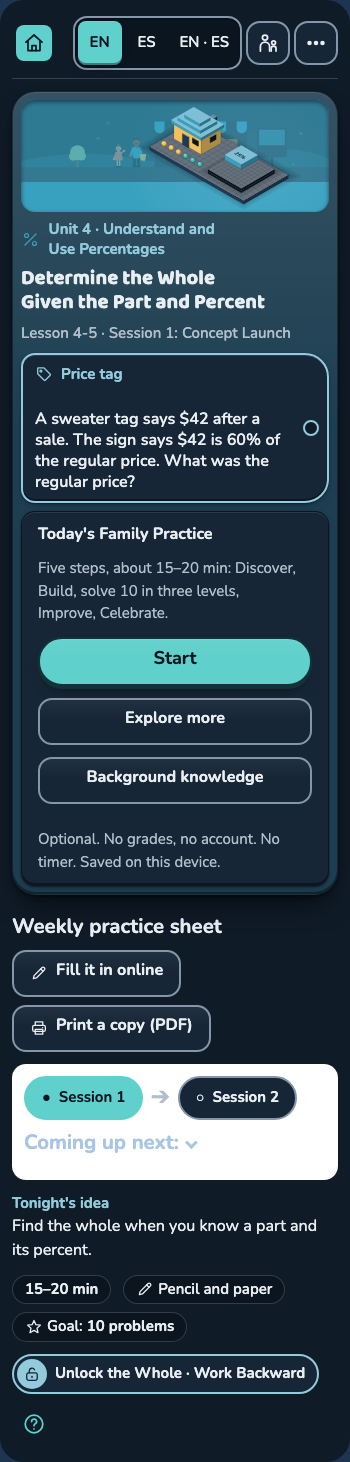 EN ES EN · ES
Unit 4 · Understand and
Use Percentages
Determine the Whole
Given the Part and Percent
Lesson 4-5 · Session 1: Concept Launch
Price tag
A sweater tag says $42 after a
sale. The sign says $42 is 60% of
the regular price. What was the
regular price?
Today's Family Practice
Five steps, about 15–20 min: Discover,
Build, solve 10 in three levels,
Improve, Celebrate.
Start
Explore more
Background knowledge
Optional. No grades, no account. No
timer. Saved on this device.
Weekly practice sheet
Fill it in online
Print a copy (PDF)
Session 1 → Session 2
Coming up next:
Tonight's idea
Find the whole when you know a part and
its percent.
15–20 min Pencil and paper
Goal: 10 problems
Unlock the Whole · Work Backward